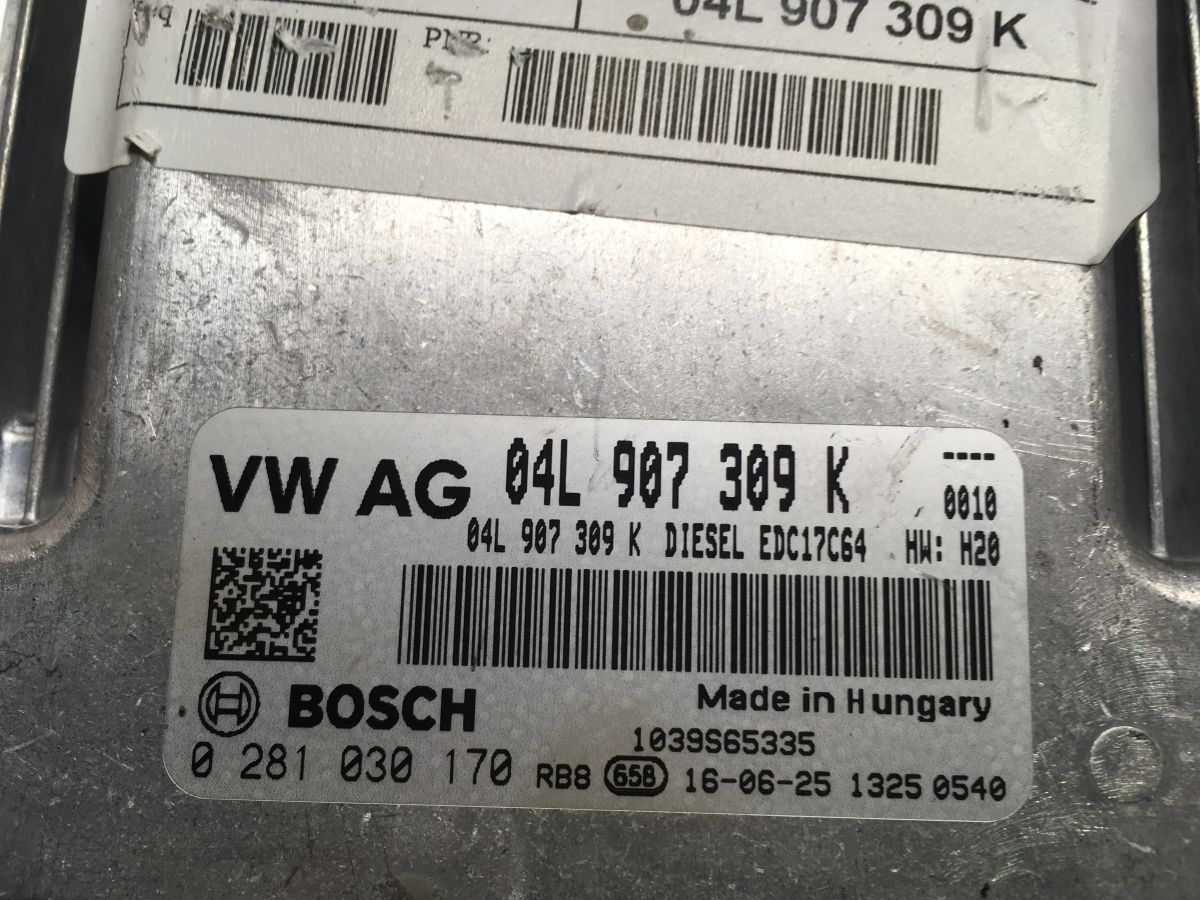 04L 907 309 K
VW AG 04L 907 309 K ----
0010
04L 907 309 K DIESEL EDC17C64 HW: H20
BOSCH Made in Hungary
1039S65335
0 281 030 170 RB8 658 16-06-25 1325 0540